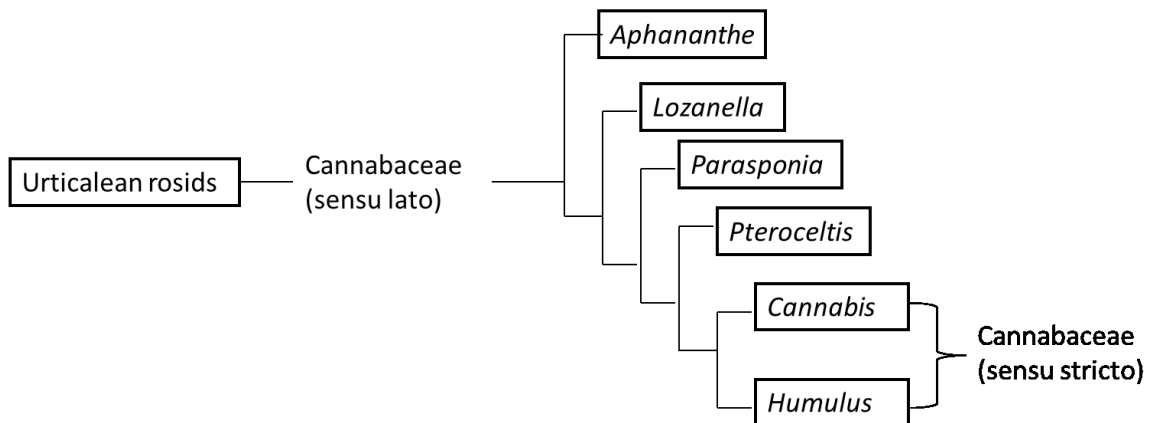 Aphananthe
Lozanella
Parasponia
Urticalean rosids
Cannabaceae
(sensu lato)
Pteroceltis
Cannabis
Cannabaceae
(sensu stricto)
Humulus